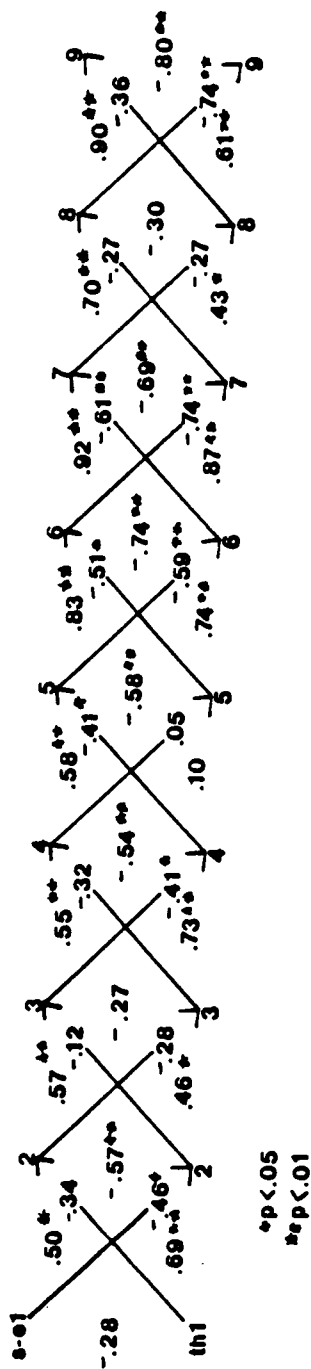 s-e1 2 3 4 5 6 7 8 9
.50* .57** .55** .58** .83** .92** .70** .90**
-.34 -.12 -.32 -.41* -.51* -.61** -.27 -.36
-.28 -.57** -.27 -.54** -.58** -.74** -.69** -.30 -.80**
-.46* -.28 -.41* .05 -.59** -.74** -.27 -.74**
.69** .46* .73** .10 .74** .87** .43* .61**
th1 2 3 4 5 6 7 8 9
*p<.05
**p<.01